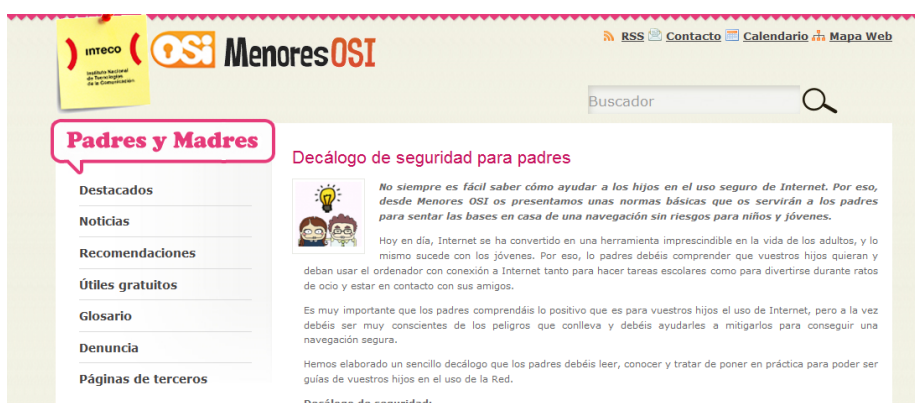 RSS Contacto Calendario Mapa Web
INTECO
Instituto Nacional
de Tecnologías
de la Comunicación
OSi MenoresOSI
Buscador
Padres y Madres
Destacados
Noticias
Recomendaciones
Útiles gratuitos
Glosario
Denuncia
Páginas de terceros
Decálogo de seguridad para padres
No siempre es fácil saber cómo ayudar a los hijos en el uso seguro de Internet. Por eso,
desde Menores OSI os presentamos unas normas básicas que os servirán a los padres
para sentar las bases en casa de una navegación sin riesgos para niños y jóvenes.
Hoy en día, Internet se ha convertido en una herramienta imprescindible en la vida de los adultos, y lo
mismo sucede con los jóvenes. Por eso, lo padres debéis comprender que vuestros hijos quieran y
deban usar el ordenador con conexión a Internet tanto para hacer tareas escolares como para divertirse durante ratos
de ocio y estar en contacto con sus amigos.
Es muy importante que los padres comprendáis lo positivo que es para vuestros hijos el uso de Internet, pero a la vez
debéis ser muy conscientes de los peligros que conlleva y debéis ayudarles a mitigarlos para conseguir una
navegación segura.
Hemos elaborado un sencillo decálogo que los padres debéis leer, conocer y tratar de poner en práctica para poder ser
guías de vuestros hijos en el uso de la Red.
Decálogo de seguridad: